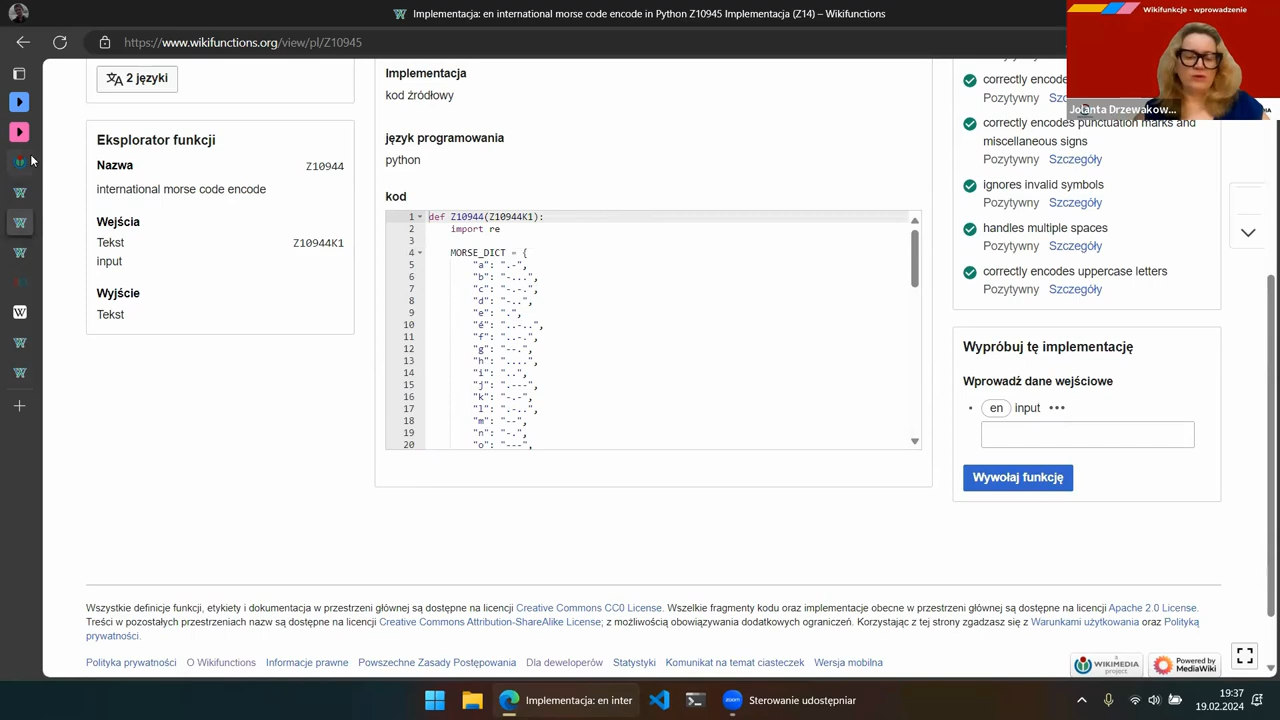 Implementacja: en international morse code encode in Python Z10945 Implementacja (Z14) – Wikifunctions
https://www.wikifunctions.org/view/pl/Z10945
Wikifunkcje - wprowadzenie
Jolanta Drzewakow...
2 języki
Eksplorator funkcji
Nazwa
Z10944
international morse code encode
Wejścia
Tekst
Z10944K1
input
Wyjście
Tekst
Implementacja
kod źródłowy
język programowania
python
kod
1 def Z10944(Z10944K1):
2 import re
3
4 MORSE_DICT = {
5 "a": ".-",
6 "b": "-...",
7 "c": "-.-.",
8 "d": "-..",
9 "e": ".",
10 "é": "..-..",
11 "f": "..-.",
12 "g": "--.",
13 "h": "....",
14 "i": "..",
15 "j": ".---",
16 "k": "-.-",
17 "l": ".-..",
18 "m": "--",
19 "n": "-.",
20 "o": "---",
correctly encodes
Pozytywny
correctly encodes punctuation marks and
miscellaneous signs
Pozytywny Szczegóły
ignores invalid symbols
Pozytywny Szczegóły
handles multiple spaces
Pozytywny Szczegóły
correctly encodes uppercase letters
Pozytywny Szczegóły
Wypróbuj tę implementację
Wprowadź dane wejściowe
en input
Wywołaj funkcję
Wszystkie definicje funkcji, etykiety i dokumentacja w przestrzeni głównej są dostępne na licencji Creative Commons CC0 License. Wszelkie fragmenty kodu oraz implementacje obecne w przestrzeni głównej są dostępne na licencji Apache 2.0 License.
Treści w pozostałych przestrzeniach nazw są dostępne na licencji Creative Commons Attribution-ShareAlike License; z możliwością obowiązywania dodatkowych ograniczeń. Korzystając z tej strony zgadzasz się z Warunkami użytkowania oraz Polityką
prywatności.
Polityka prywatności O Wikifunctions Informacje prawne Powszechne Zasady Postępowania Dla deweloperów Statystyki Komunikat na temat ciasteczek Wersja mobilna
WIKIMEDIA
project
Powered by
MediaWiki
Implementacja: en inter
zoom
Sterowanie udostępniar
19:37
19.02.2024